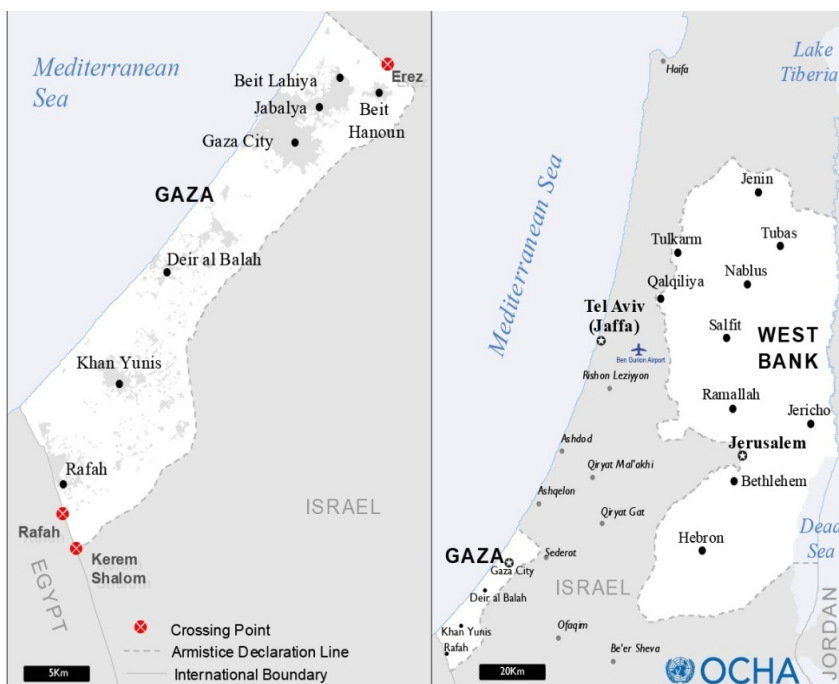 Mediterranean
Sea
Erez
Beit Lahiya
Jabalya
Beit
Hanoun
Gaza City
GAZA
Deir al Balah
Khan Yunis
Rafah
ISRAEL
Rafah
Kerem
Shalom
EGYPT
Crossing Point
Armistice Declaration Line
International Boundary
5Km
Lake
Tiberia
Haifa
Mediterranean Sea
Jenin
Tubas
Tulkarm
Nablus
Qalqiliya
Tel Aviv
(Jaffa)
Ben Gurion Airport
Salfit
WEST
BANK
Rishon Leziyyon
Ramallah
Jericho
Ashdod
Jerusalem
Qiryat Mal'akhi
Bethlehem
Ashqelon
Qiryat Gat
Dead
Sea
Hebron
GAZA
Sederot
Gaza City
ISRAEL
Deir al Balah
Khan Yunis
Rafah
Ofaqim
Be'er Sheva
JORDAN
20Km
OCHA